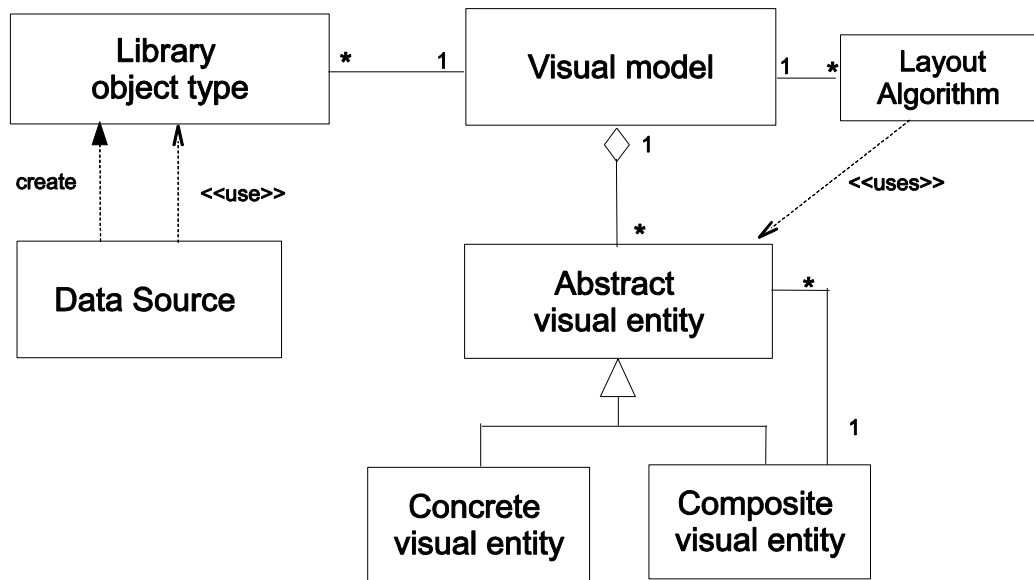 Library
object type
*
1
Visual model
1
*
Layout
Algorithm
create
<<use>>
1
<<uses>>
*
Data Source
Abstract
visual entity
*
1
Concrete
visual entity
Composite
visual entity